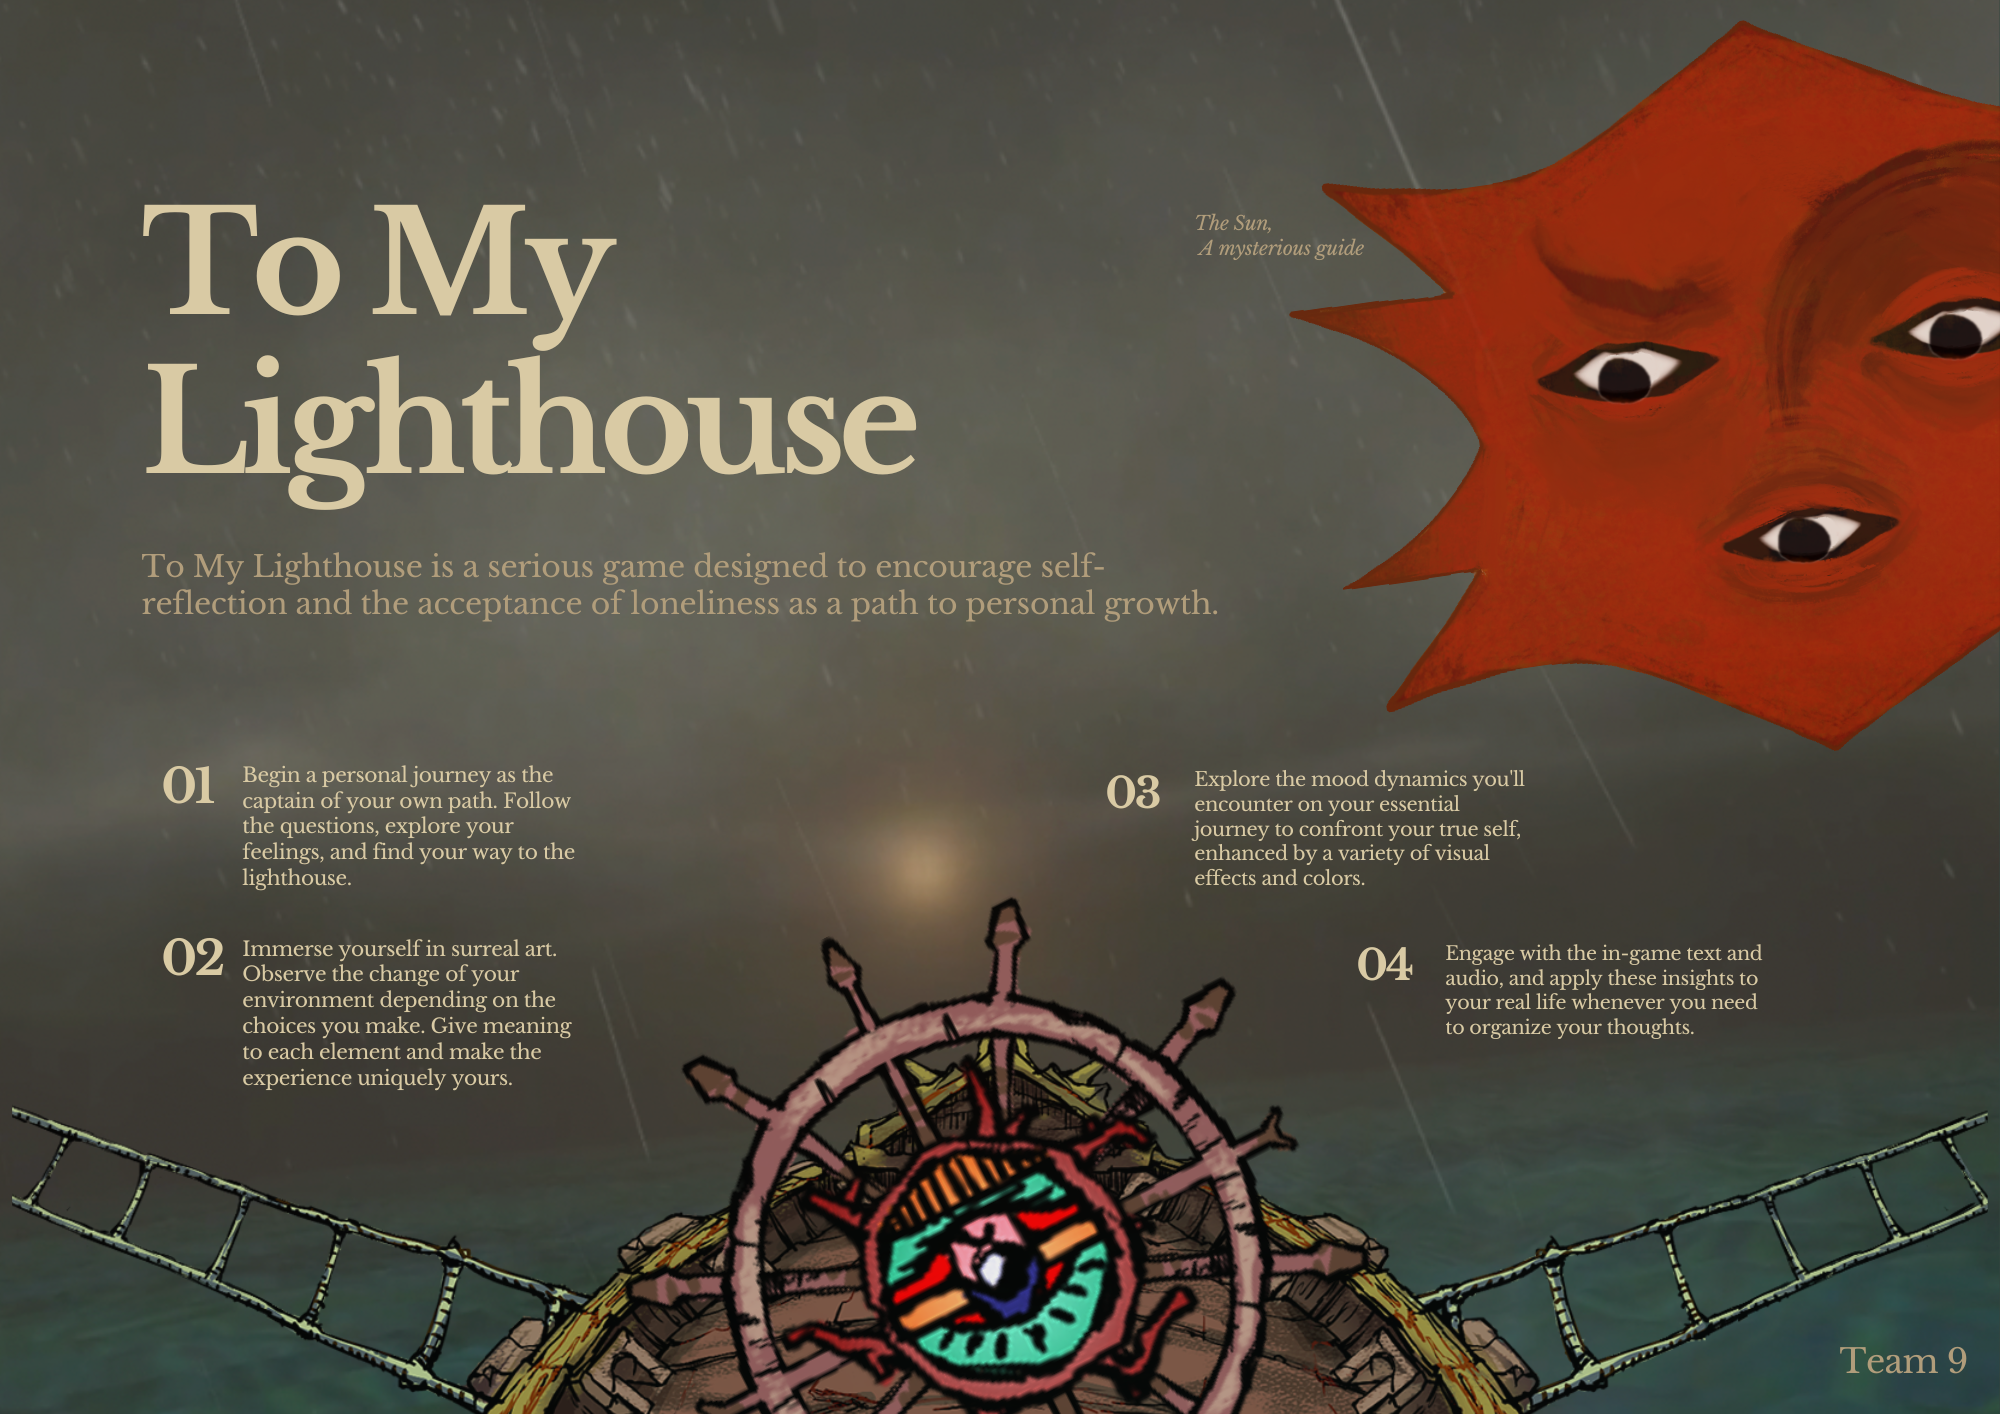 To My
Lighthouse
The Sun,
A mysterious guide
To My Lighthouse is a serious game designed to encourage self-
reflection and the acceptance of loneliness as a path to personal growth.
01
Begin a personal journey as the
captain of your own path. Follow
the questions, explore your
feelings, and find your way to the
lighthouse.
02
Immerse yourself in surreal art.
Observe the change of your
environment depending on the
choices you make. Give meaning
to each element and make the
experience uniquely yours.
03
Explore the mood dynamics you'll
encounter on your essential
journey to confront your true self,
enhanced by a variety of visual
effects and colors.
04
Engage with the in-game text and
audio, and apply these insights to
your real life whenever you need
to organize your thoughts.
Team 9